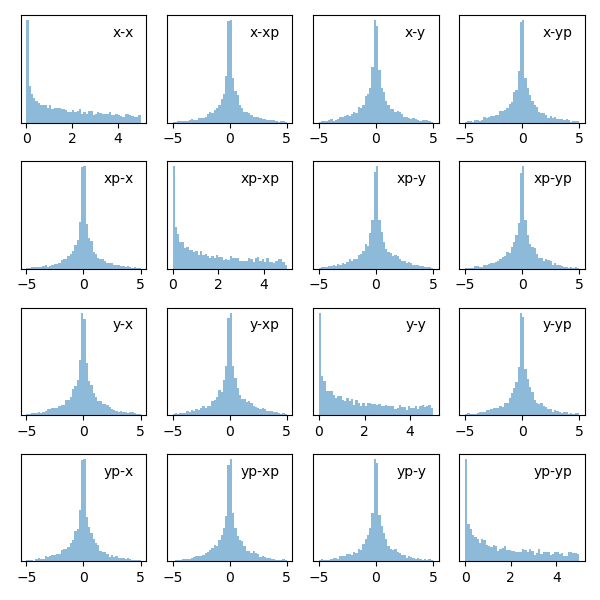 x-x x-xp x-y x-yp
0 2 4 −5 0 5 −5 0 5 −5 0 5
xp-x xp-xp xp-y xp-yp
−5 0 5 0 2 4 −5 0 5 −5 0 5
y-x y-xp y-y y-yp
−5 0 5 −5 0 5 0 2 4 −5 0 5
yp-x yp-xp yp-y yp-yp
−5 0 5 −5 0 5 −5 0 5 0 2 4